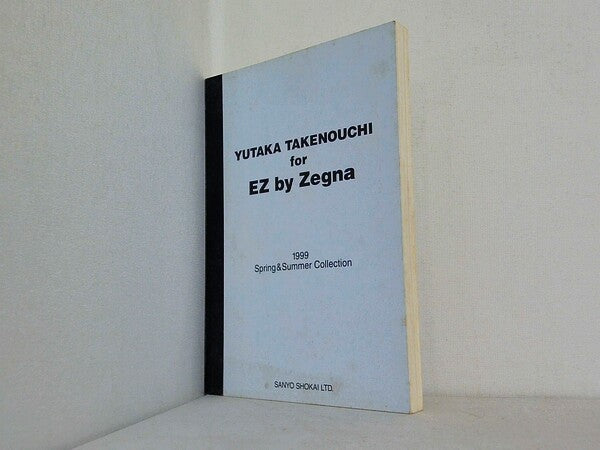 YUTAKA TAKENOUCHI
for
EZ by Zegna
1999
Spring&Summer Collection
SANYO SHOKAI LTD.